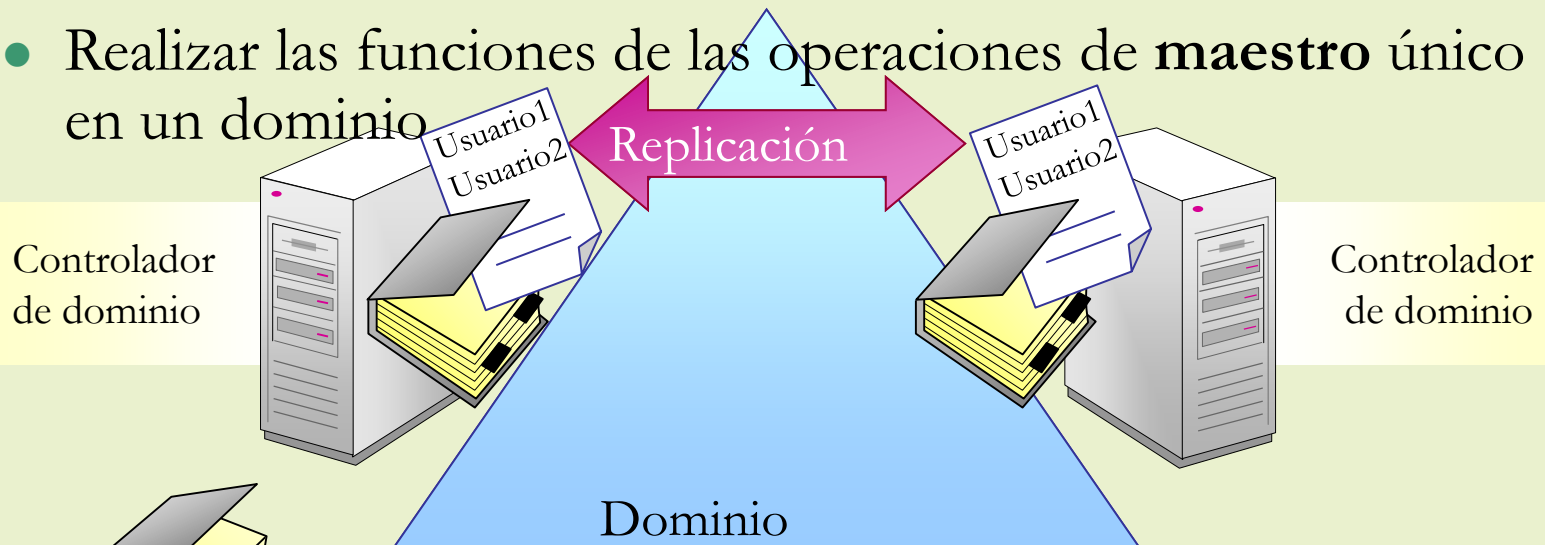 Realizar las funciones de las operaciones de maestro único
en un dominio
Usuario1
Usuario2
Replicación
Usuario1
Usuario2
Controlador
de dominio
Controlador
de dominio
Dominio